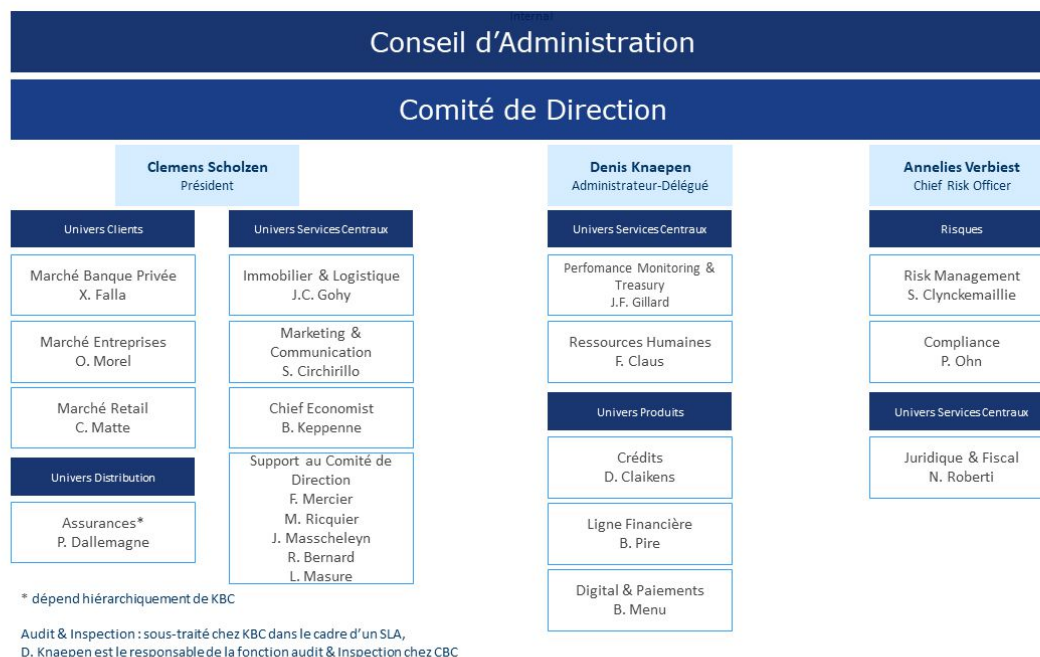 Internal
Conseil d'Administration
Comité de Direction
Clemens Scholzen
Président
Univers Clients
Marché Banque Privée
X. Falla
Marché Entreprises
O. Morel
Marché Retail
C. Matte
Univers Distribution
Assurances*
P. Dallemagne
Univers Services Centraux
Immobilier & Logistique
J.C. Gohy
Marketing &
Communication
S. Circhirillo
Chief Economist
B. Keppenne
Support au Comité de
Direction
F. Mercier
M. Ricquier
J. Masscheleyn
R. Bernard
L. Masure
Denis Knaepen
Administrateur-Délégué
Univers Services Centraux
Perfomance Monitoring &
Treasury
J.F. Gillard
Ressources Humaines
F. Claus
Univers Produits
Crédits
D. Claikens
Ligne Financière
B. Pire
Digital & Paiements
B. Menu
Annelies Verbiest
Chief Risk Officer
Risques
Risk Management
S. Clynckemaillie
Compliance
P. Ohn
Univers Services Centraux
Juridique & Fiscal
N. Roberti
* dépend hiérarchiquement de KBC
Audit & Inspection : sous-traité chez KBC dans le cadre d'un SLA,
D. Knaepen est le responsable de la fonction audit & Inspection chez CBC